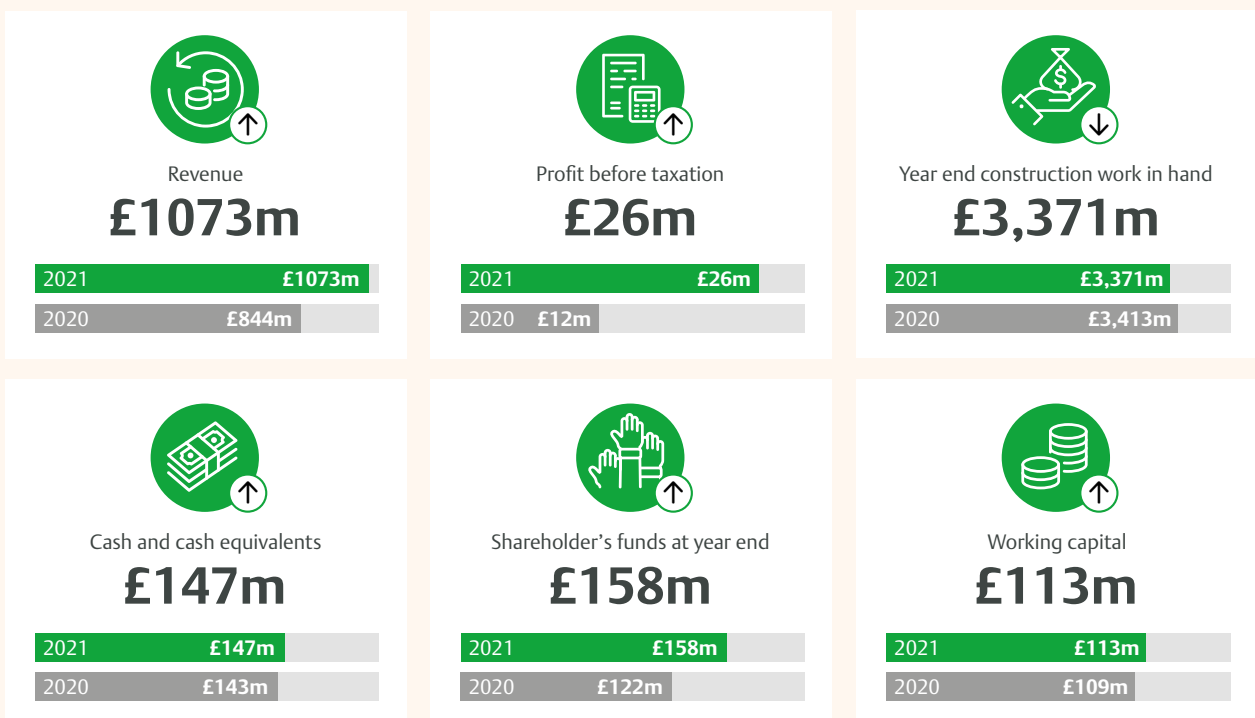 Revenue
£1073m
2021 £1073m
2020 £844m
Profit before taxation
£26m
2021 £26m
2020 £12m
$
Year end construction work in hand
£3,371m
2021 £3,371m
2020 £3,413m
Cash and cash equivalents
£147m
2021 £147m
2020 £143m
Shareholder’s funds at year end
£158m
2021 £158m
2020 £122m
Working capital
£113m
2021 £113m
2020 £109m